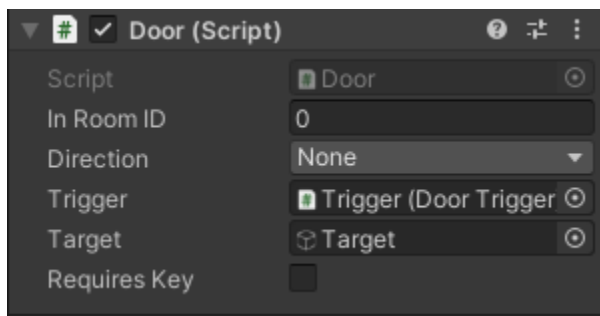 Door (Script)
Script Door
In Room ID 0
Direction None
Trigger Trigger (Door Trigger
Target Target
Requires Key